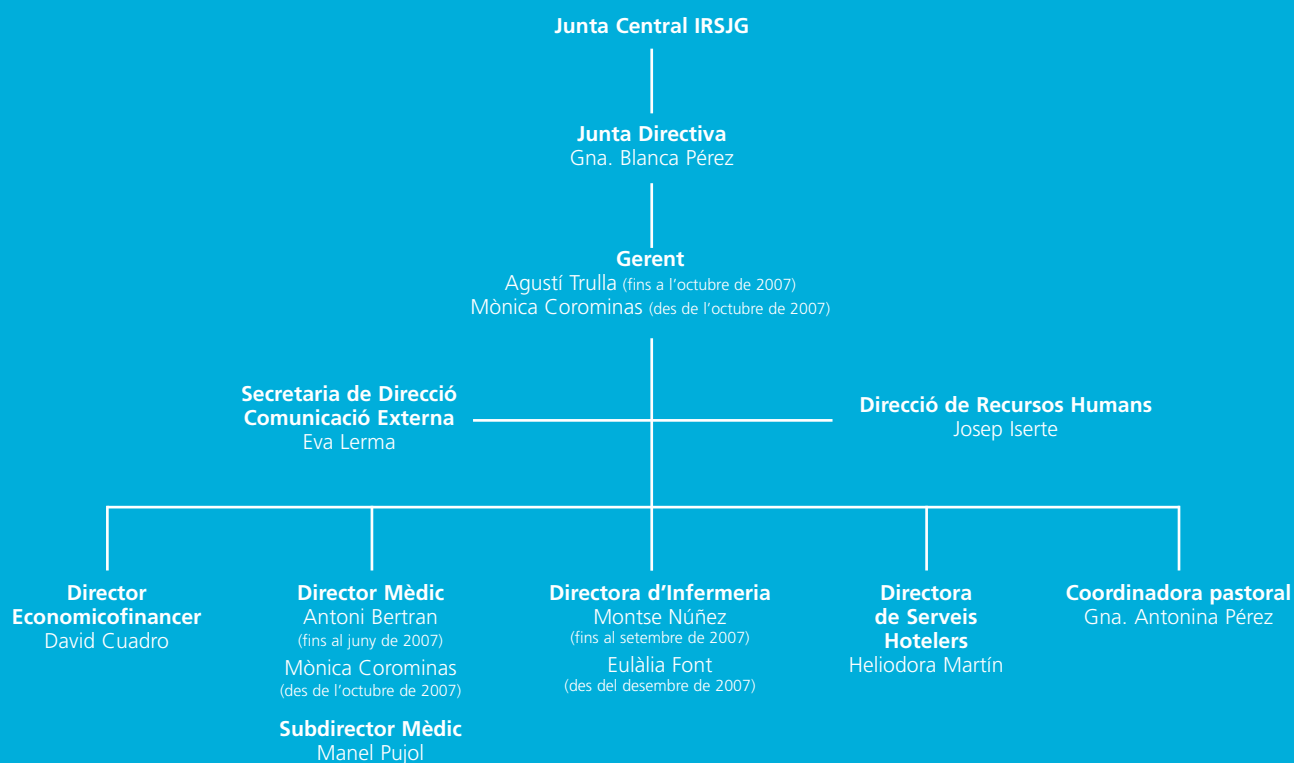 Junta Central IRSJG
Junta Directiva
Gna. Blanca Pérez
Gerent
Agustí Trulla (fins a l'octubre de 2007)
Mònica Corominas (des de l'octubre de 2007)
Secretaria de Direcció
Comunicació Externa
Eva Lerma
Direcció de Recursos Humans
Josep Iserte
Director
Economicofinancer
David Cuadro
Director Mèdic
Antoni Bertran
(fins al juny de 2007)
Mònica Corominas
(des de l'octubre de 2007)
Subdirector Mèdic
Manel Pujol
Directora d'Infermeria
Montse Núñez
(fins al setembre de 2007)
Eulàlia Font
(des del desembre de 2007)
Directora
de Serveis
Hotelers
Heliodora Martín
Coordinadora pastoral
Gna. Antonina Pérez